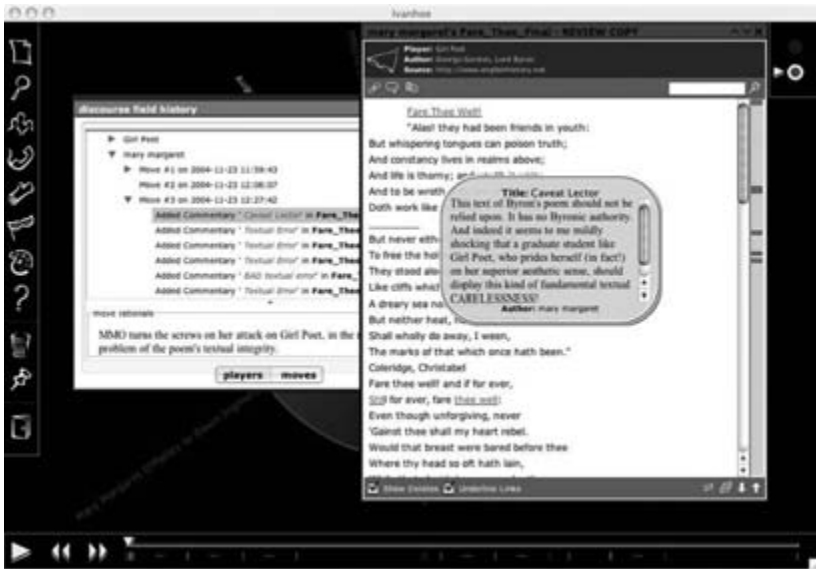 Ivanhoe
mary margaret's Fare_Thee_Final - REVIEW COPY
Player: Girl Poet
Author: George Gordon, Lord Byron
Source: http://www.englishhistory.net
discourse field history
Girl Poet
mary margaret
Move #1 on 2004-11-23 11:59:43
Move #2 on 2004-11-23 12:06:07
Move #3 on 2004-11-23 12:27:42
Added Commentary "Caveat Lector" in Fare_Thee
Added Commentary "Textual Error" in Fare_Thee
Added Commentary "Textual Error" in Fare_Thee
Added Commentary "BAD textual error" in Fare_Thee
Added Commentary "Textual Error" in Fare_Thee
move rationale
MMO turns the screws on her attack on Girl Poet, in the
problem of the poem's textual integrity.
players moves
Fare Thee Well!
"Alas! they had been friends in youth:
But whispering tongues can poison truth;
And constancy lives in realms above;
And life is thorny; and
And to be wroth
Doth work like
But never eith
To free the hol
They stood alo
Like cliffs which
A dreary sea no
But neither heat,
Shall wholly do away, I ween,
The marks of that which once hath been."
Coleridge, Christabel
Fare thee well! and if for ever,
Still for ever, fare thee well:
Even though unforgiving, never
'Gainst thee shall my heart rebel.
Would that breast were bared before thee
Where thy head so oft hath lain,
Title: Caveat Lector
This text of Byron's poem should not be
relied upon. It has no Byronic authority.
And indeed it seems to me mildly
shocking that a graduate student like
Girl Poet, who prides herself (in fact!)
on her superior aesthetic sense, should
display this kind of fundamental textual
CARELESSNESS!
Author: mary margaret
Show Deletion Underline Links